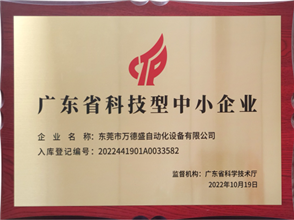 CTP
广东省科技型中小企业
企 业 名 称：东莞市万德盛自动化设备有限公司
入库登记编号：2022441901A0033582
监督机构：广东省科学技术厅
2022年10月19日